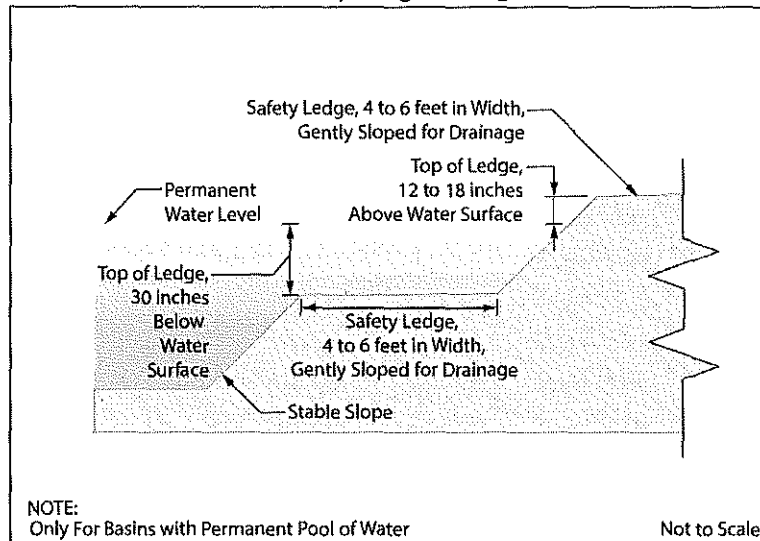 Safety Ledge, 4 to 6 feet in Width,
Gently Sloped for Drainage
Top of Ledge,
12 to 18 inches
Above Water Surface
Permanent
Water Level
Top of Ledge,
30 Inches
Below
Water
Surface
Safety Ledge,
4 to 6 feet in Width,
Gently Sloped for Drainage
Stable Slope
NOTE:
Only For Basins with Permanent Pool of Water
Not to Scale